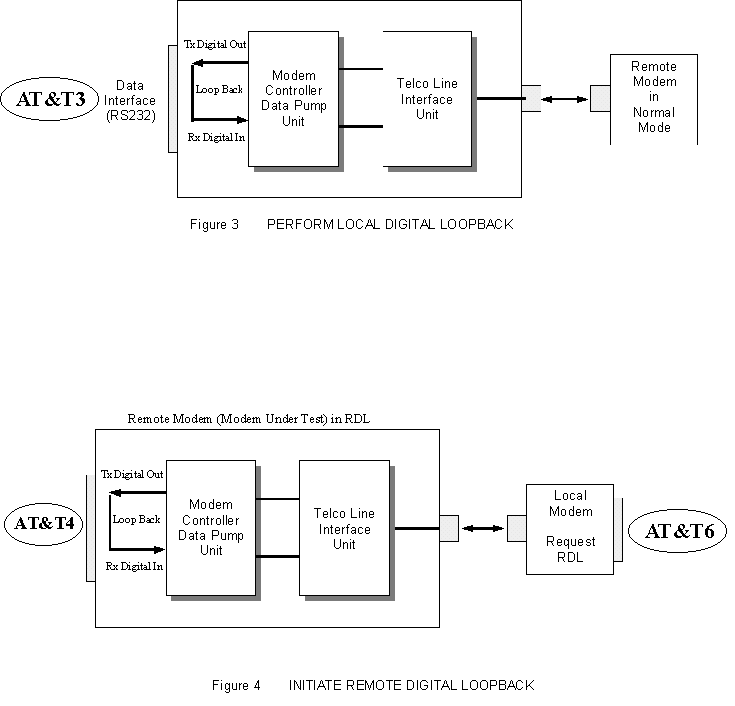 Tx Digital Out
Loop Back
Rx Digital In
AT&T3
Data
Interface
(RS232)
Modem
Controller
Data Pump
Unit
Telco Line
Interface
Unit
Remote
Modem
in
Normal
Mode
Figure 3 PERFORM LOCAL DIGITAL LOOPBACK
Remote Modem (Modem Under Test) in RDL
Tx Digital Out
Loop Back
Rx Digital In
AT&T4
Modem
Controller
Data Pump
Unit
Telco Line
Interface
Unit
Local
Modem
Request
RDL
AT&T6
Figure 4 INITIATE REMOTE DIGITAL LOOPBACK